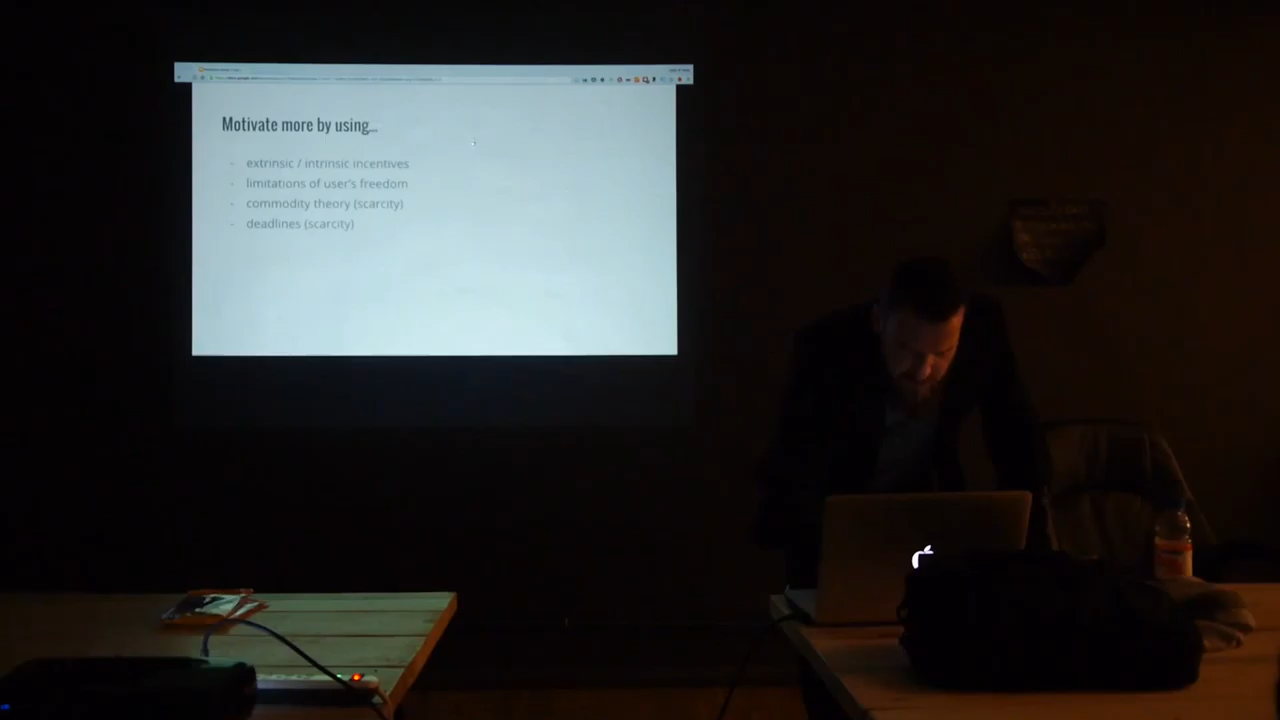 Motivate more by using...
- extrinsic / intrinsic incentives
- limitations of user's freedom
- commodity theory (scarcity)
- deadlines (scarcity)